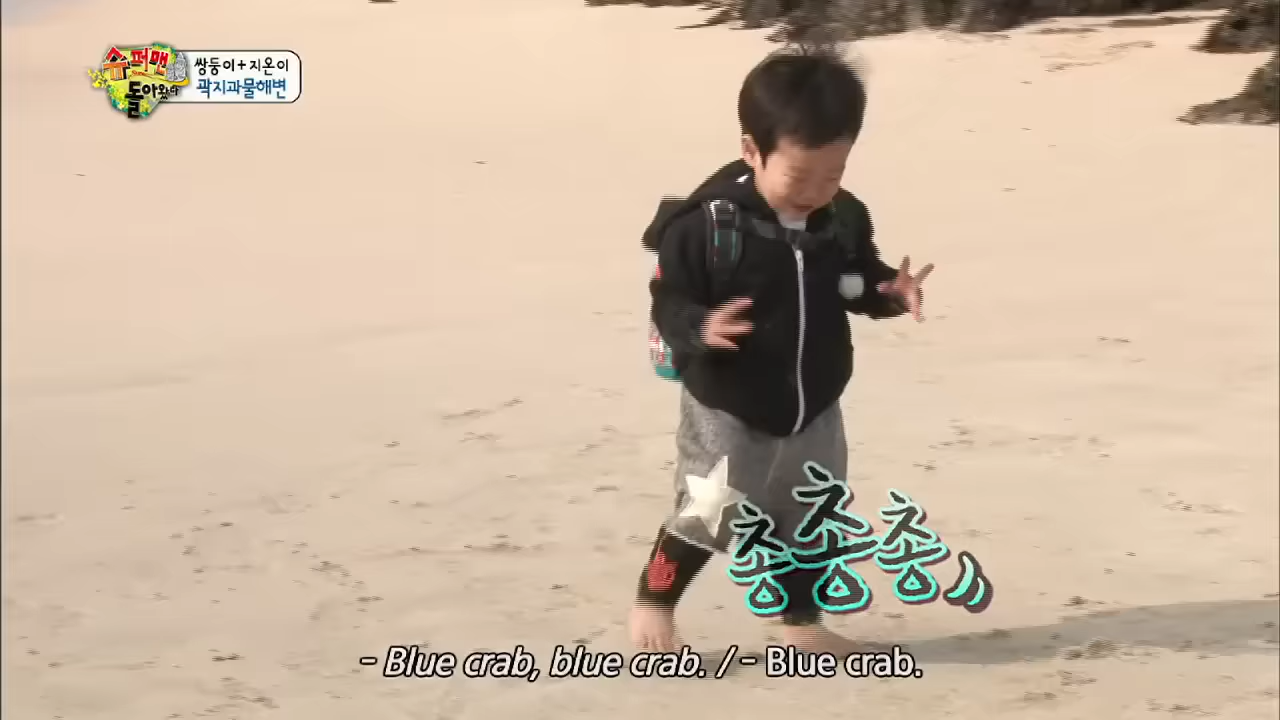 슈퍼맨이
돌아왔다
쌍둥이+지온이
곽지과물해변
총총총
- Blue crab, blue crab. / - Blue crab.